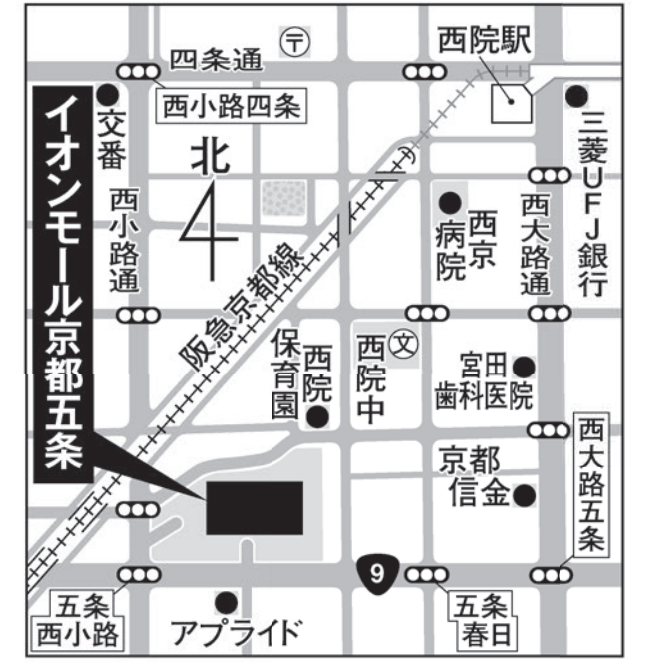 四条通
〒
西院駅
西小路四条
交番
北
三菱UFJ銀行
イオンモール京都五条
西小路通
西京
病院
西大路通
阪急京都線
西院
保育園
西院中
文
宮田
歯科医院
京都
信金
西大路五条
9
五条
西小路
アプライド
五条
春日